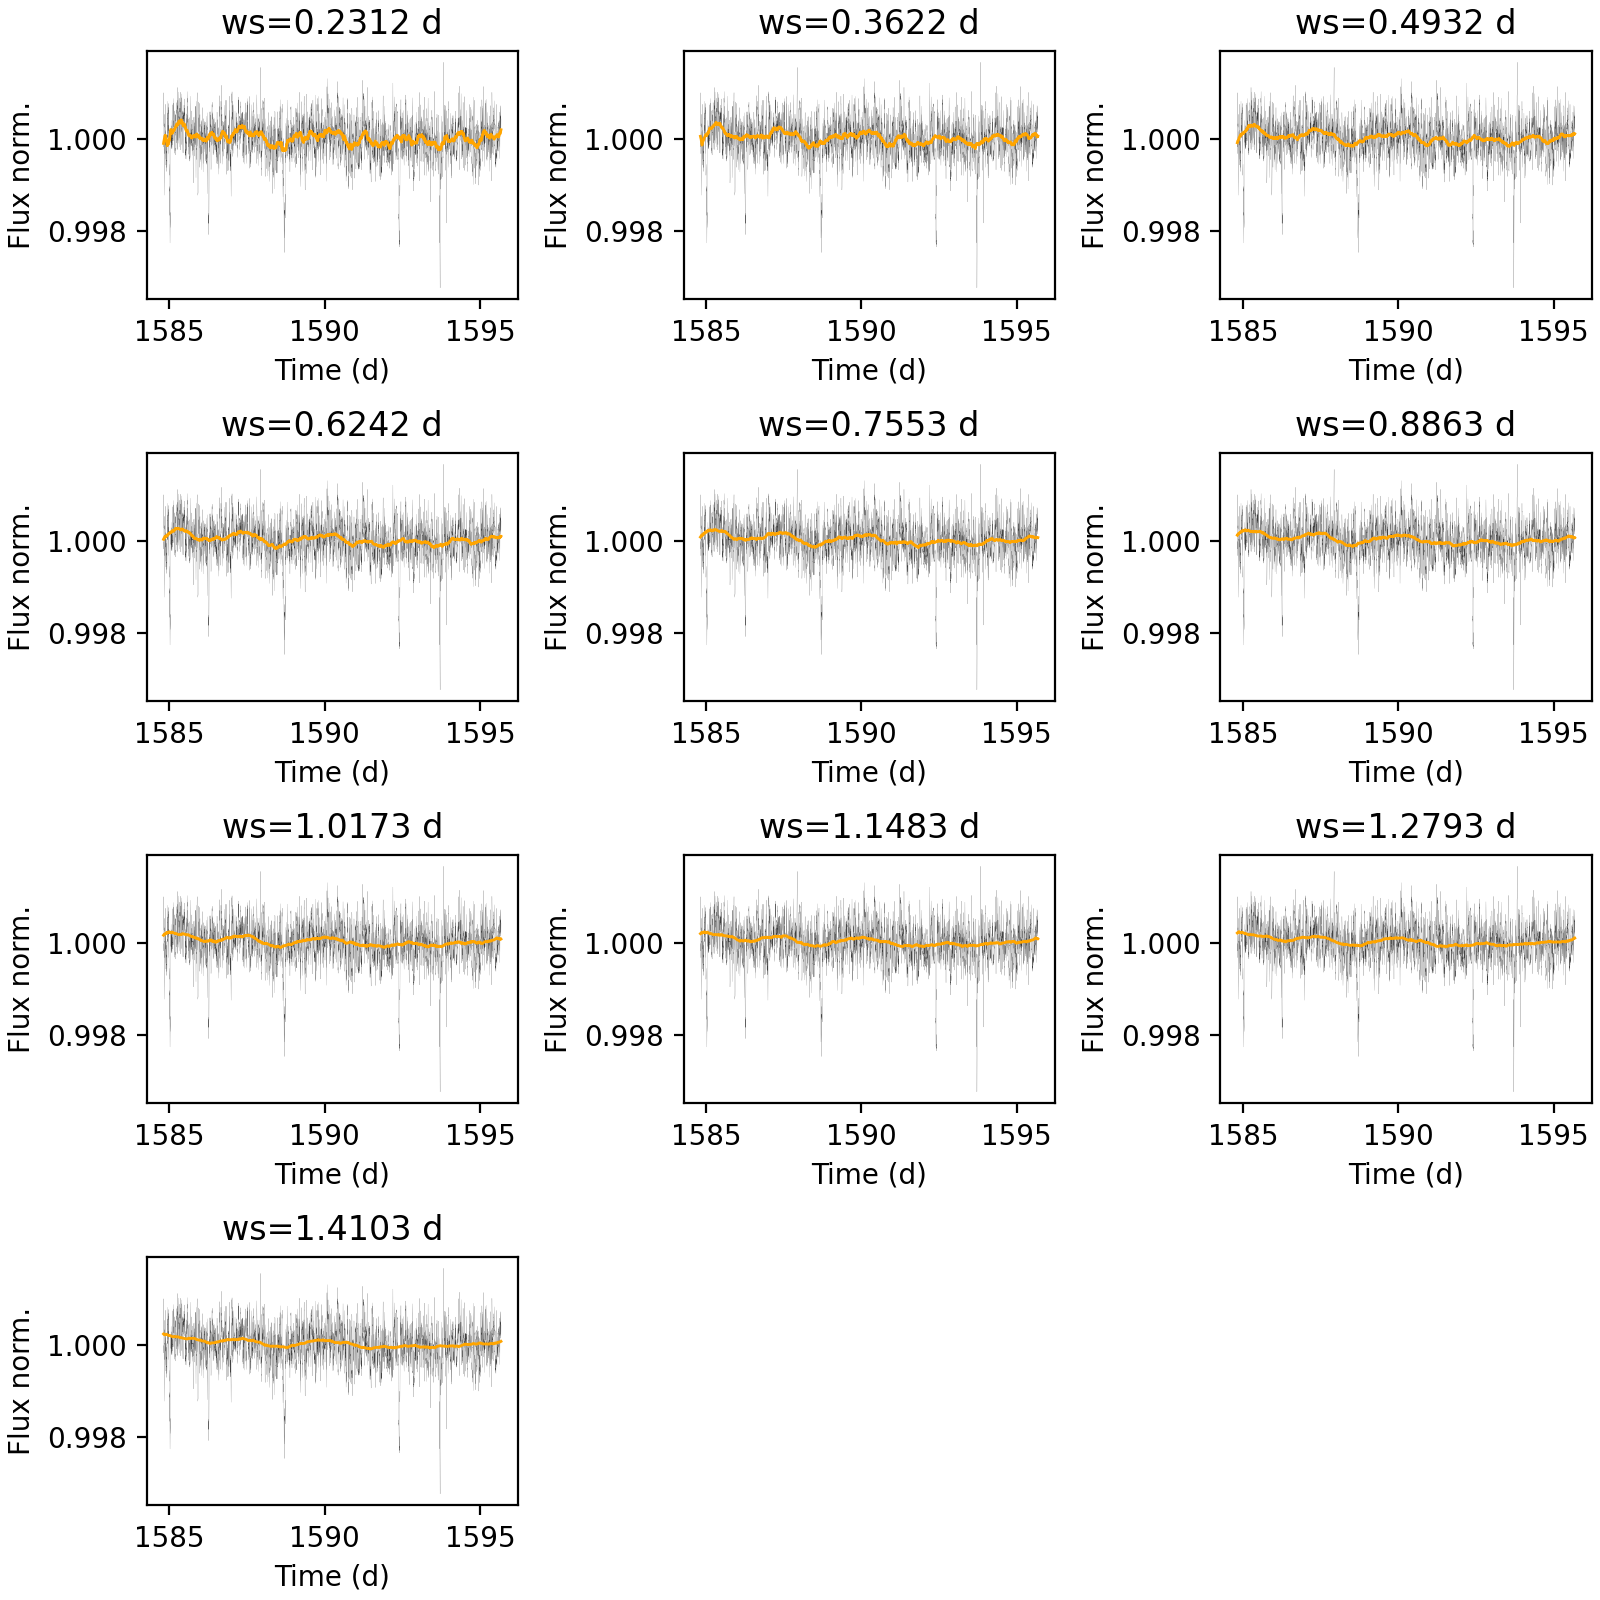 ws=0.2312 d
Flux norm.
1.000
0.998
1585 1590 1595
Time (d)
ws=0.3622 d
Flux norm.
1.000
0.998
1585 1590 1595
Time (d)
ws=0.4932 d
Flux norm.
1.000
0.998
1585 1590 1595
Time (d)
ws=0.6242 d
Flux norm.
1.000
0.998
1585 1590 1595
Time (d)
ws=0.7553 d
Flux norm.
1.000
0.998
1585 1590 1595
Time (d)
ws=0.8863 d
Flux norm.
1.000
0.998
1585 1590 1595
Time (d)
ws=1.0173 d
Flux norm.
1.000
0.998
1585 1590 1595
Time (d)
ws=1.1483 d
Flux norm.
1.000
0.998
1585 1590 1595
Time (d)
ws=1.2793 d
Flux norm.
1.000
0.998
1585 1590 1595
Time (d)
ws=1.4103 d
Flux norm.
1.000
0.998
1585 1590 1595
Time (d)